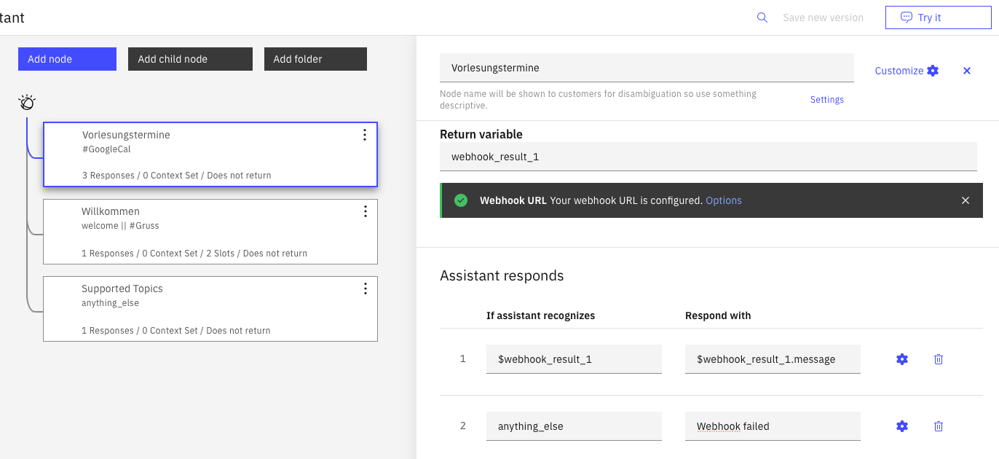 tant
Save new version
Try it
Add node
Add child node
Add folder
Vorlesungstermine
#GoogleCal
3 Responses / 0 Context Set / Does not return
Willkommen
welcome || #Gruss
1 Responses / 0 Context Set / 2 Slots / Does not return
Supported Topics
anything_else
1 Responses / 0 Context Set / Does not return
Vorlesungstermine
Customize
Node name will be shown to customers for disambiguation so use something
descriptive.
Settings
Return variable
webhook_result_1
Webhook URL Your webhook URL is configured. Options
Assistant responds
If assistant recognizes
Respond with
1 $webhook_result_1 $webhook_result_1.message
2 anything_else Webhook failed